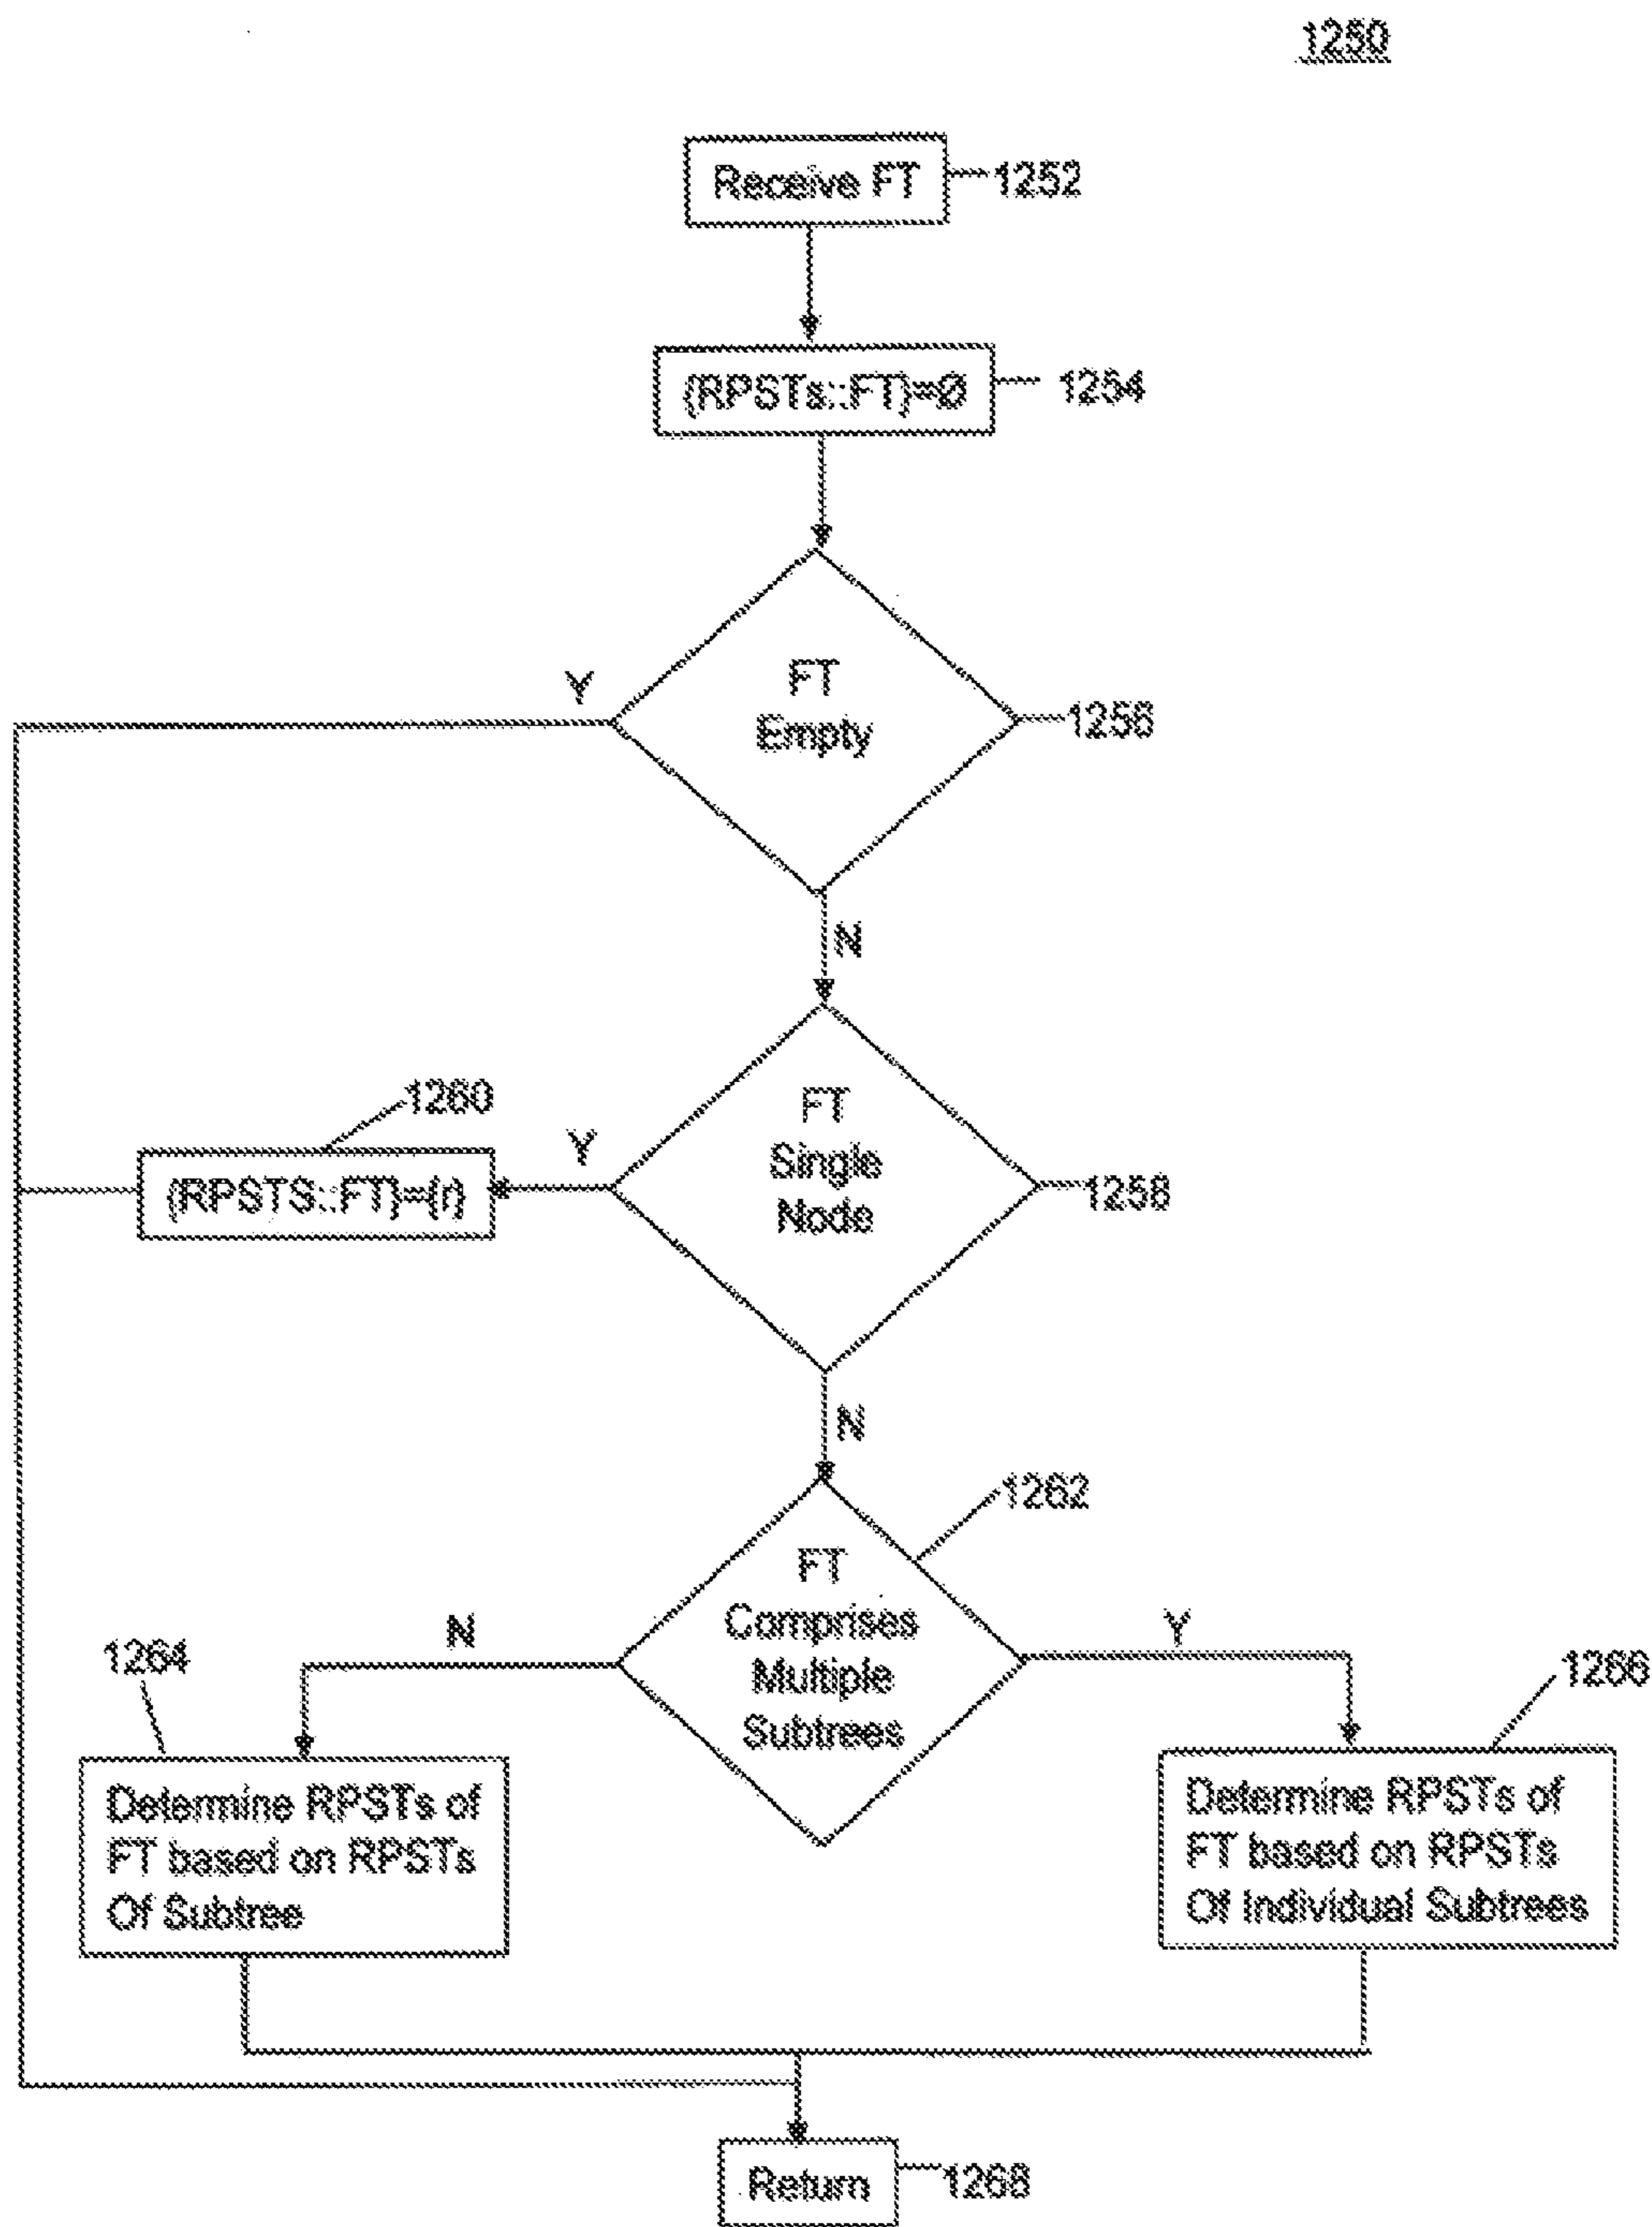 1250
Receive FT
1252
{RPSTs::FT}=Ø
1254
FT
Empty
Y
1256
N
1260
FT
Single
Node
Y
{RPSTS::FT}={r}
1258
N
1262
FT
Comprises
Multiple
Subtrees
N
Y
1264
1266
Determine RPSTs of
FT based on RPSTs
Of Subtree
Determine RPSTs of
FT based on RPSTs
Of Individual Subtrees
Return
1268